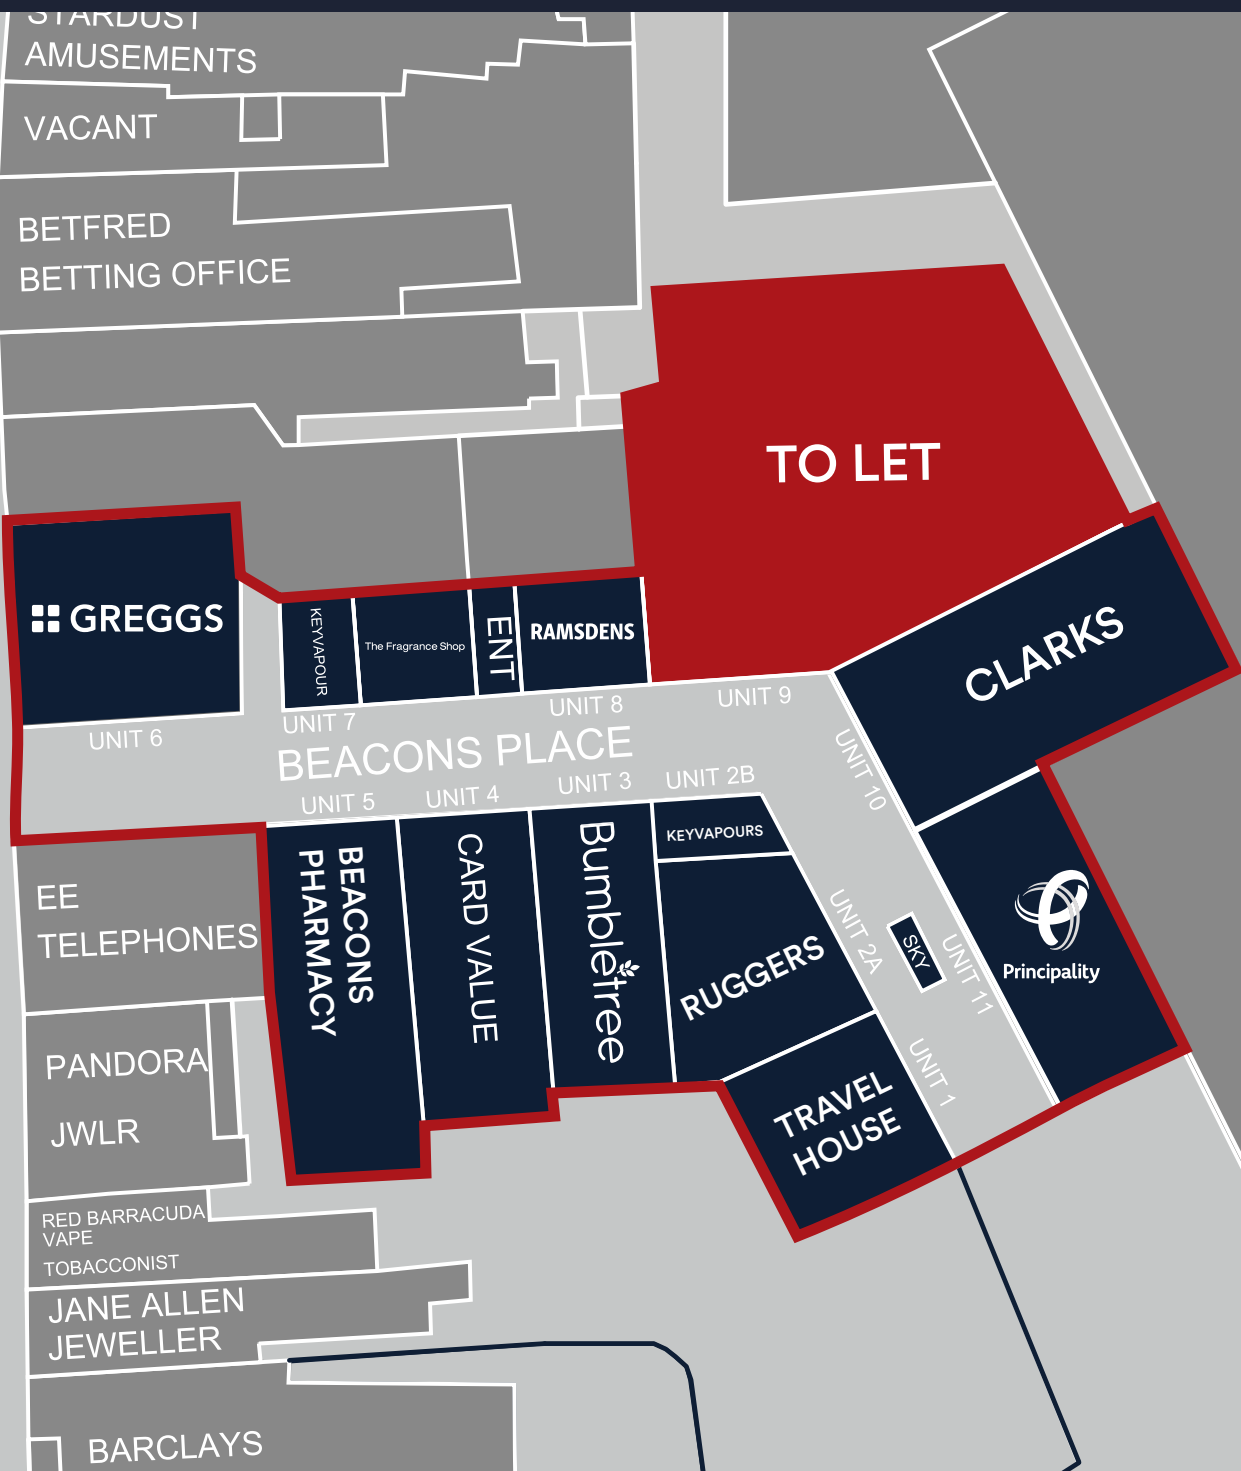 STARDUST
AMUSEMENTS
VACANT
BETFRED
BETTING OFFICE
TO LET
GREGGS
KEYVAPOUR
The Fragrance Shop
ENT
RAMSDENS
CLARKS
UNIT 6
UNIT 7
UNIT 8
UNIT 9
BEACONS PLACE
UNIT 10
UNIT 5
UNIT 4
UNIT 3
UNIT 2B
BEACONS
PHARMACY
CARD VALUE
Bumbletree
KEYVAPOURS
RUGGERS
UNIT 2A
SKY
UNIT 11
Principality
EE
TELEPHONES
PANDORA
JWLR
UNIT 1
TRAVEL
HOUSE
RED BARRACUDA
VAPE
TOBACCONIST
JANE ALLEN
JEWELLER
BARCLAYS